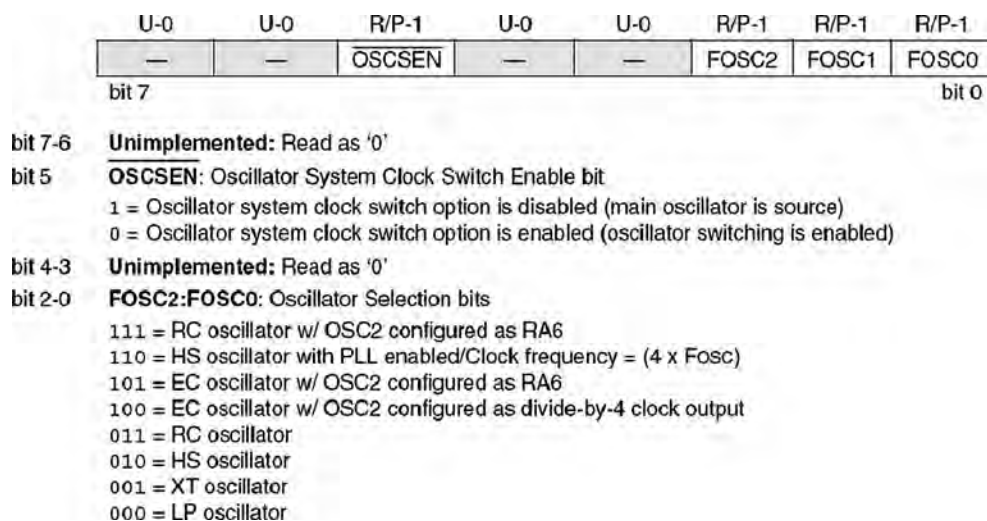 U-0 U-0 R/P-1 U-0 U-0 R/P-1 R/P-1 R/P-1
— — OSCSEN — — FOSC2 FOSC1 FOSC0
bit 7 bit 0
bit 7-6 Unimplemented: Read as '0'
bit 5 OSCSEN: Oscillator System Clock Switch Enable bit
1 = Oscillator system clock switch option is disabled (main oscillator is source)
0 = Oscillator system clock switch option is enabled (oscillator switching is enabled)
bit 4-3 Unimplemented: Read as '0'
bit 2-0 FOSC2:FOSC0: Oscillator Selection bits
111 = RC oscillator w/ OSC2 configured as RA6
110 = HS oscillator with PLL enabled/Clock frequency = (4 x FOSC)
101 = EC oscillator w/ OSC2 configured as RA6
100 = EC oscillator w/ OSC2 configured as divide-by-4 clock output
011 = RC oscillator
010 = HS oscillator
001 = XT oscillator
000 = LP oscillator